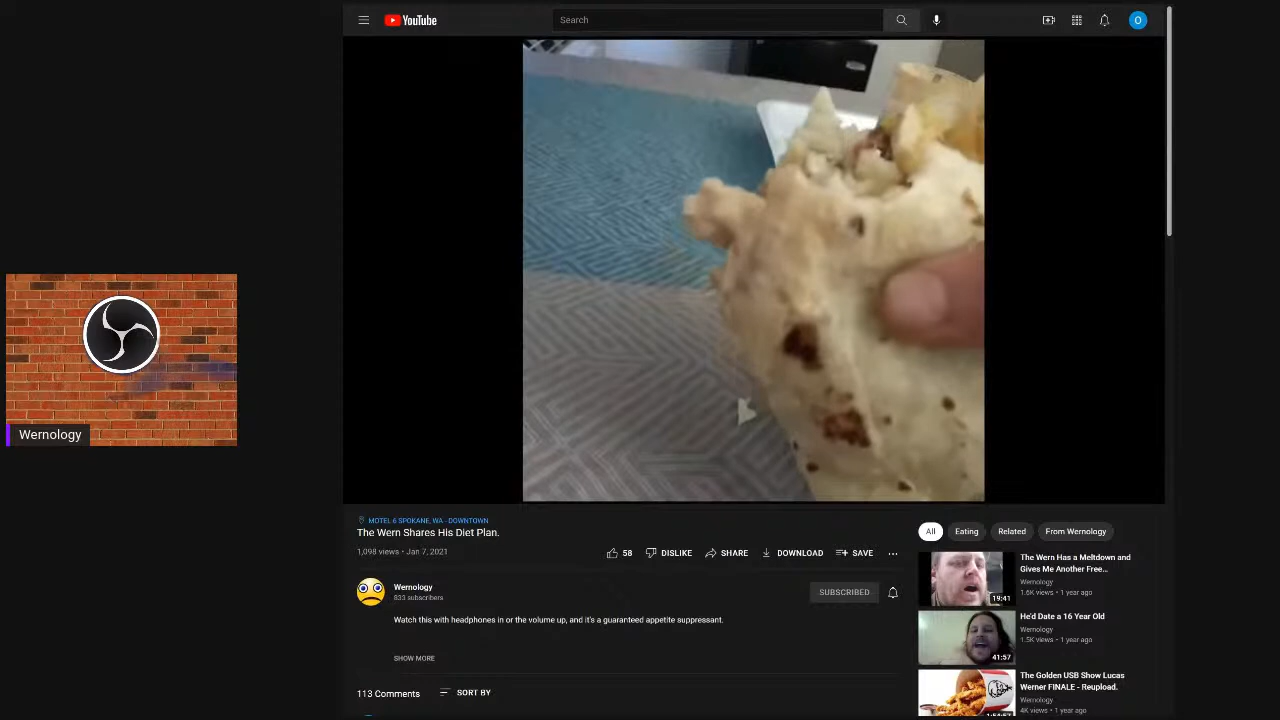 YouTube
Search
O
Wernology
MOTEL 6 SPOKANE, WA - DOWNTOWN
The Wern Shares His Diet Plan.
1,098 views • Jan 7, 2021
58
DISLIKE
SHARE
DOWNLOAD
SAVE
Wernology
833 subscribers
SUBSCRIBED
Watch this with headphones in or the volume up, and it's a guaranteed appetite suppressant.
SHOW MORE
113 Comments
SORT BY
All
Eating
Related
From Wernology
The Wern Has a Meltdown and
Gives Me Another Free...
Wernology
1.6K views • 1 year ago
19:41
He'd Date a 16 Year Old
Wernology
1.5K views • 1 year ago
41:57
The Golden USB Show Lucas
Werner FINALE - Reupload.
Wernology
4K views • 1 year ago
1:54:57